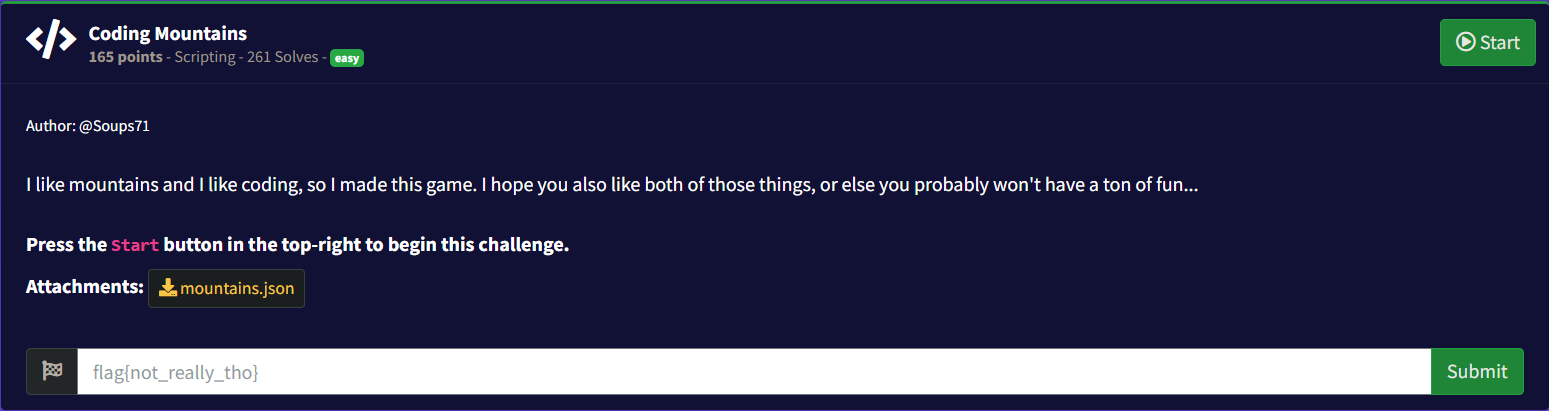 Coding Mountains
165 points - Scripting - 261 Solves - easy
Start
Author: @Soups71
I like mountains and I like coding, so I made this game. I hope you also like both of those things, or else you probably won't have a ton of fun...
Press the Start button in the top-right to begin this challenge.
Attachments: mountains.json
flag{not_really_tho}
Submit